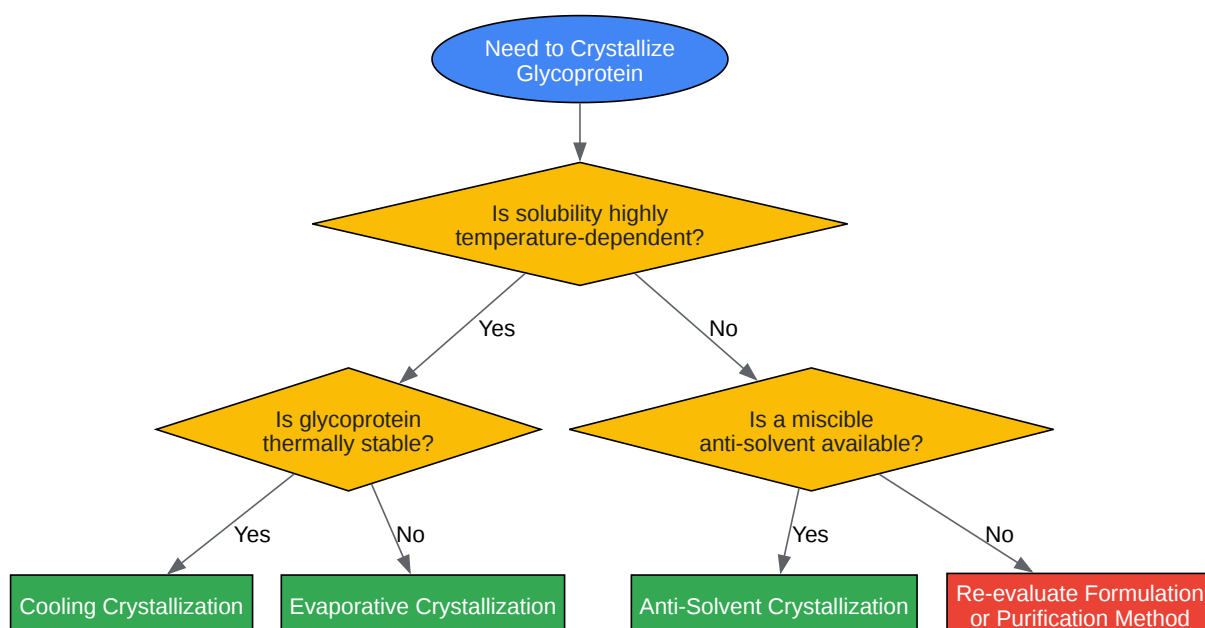 Need to Crystallize
Glycoprotein
Is solubility highly
temperature-dependent?
Yes
No
Is glycoprotein
thermally stable?
Is a miscible
anti-solvent available?
Yes
No
Yes
No
Cooling Crystallization
Evaporative Crystallization
Anti-Solvent Crystallization
Re-evaluate Formulation
or Purification Method